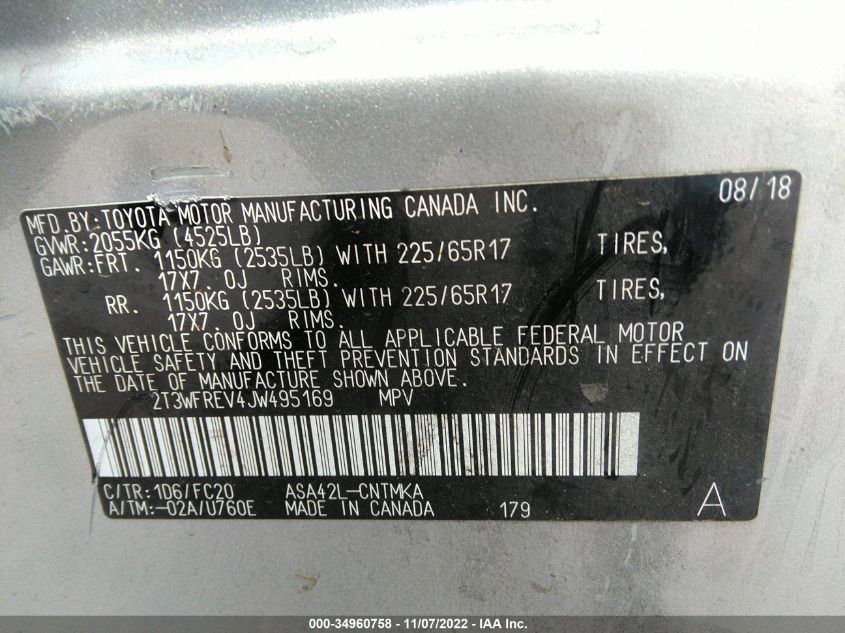 08/18
MFD.BY:TOYOTA MOTOR MANUFACTURING CANADA INC.
GVWR:2055KG (4525LB)
GAWR:FRT. 1150KG (2535LB) WITH 225/65R17 TIRES,
17X7.0J RIMS.
RR. 1150KG (2535LB) WITH 225/65R17 TIRES,
17X7.0J RIMS.
THIS VEHICLE CONFORMS TO ALL APPLICABLE FEDERAL MOTOR
VEHICLE SAFETY AND THEFT PREVENTION STANDARDS IN EFFECT ON
THE DATE OF MANUFACTURE SHOWN ABOVE.
2T3WFREV4JW495169 MPV
C/TR:1D6/FC20 ASA42L-CNTMKA
A/TM:-02A/U760E MADE IN CANADA 179 A
000-34960758 - 11/07/2022 - IAA Inc.